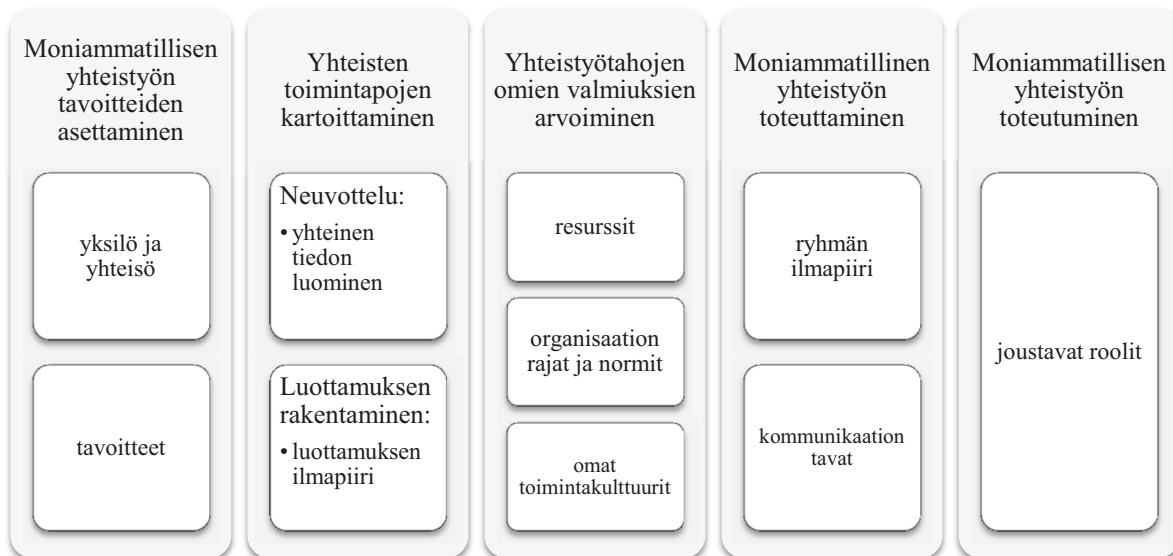 Moniammatillisen
yhteistyön
tavoitteiden
asettaminen
yksilö ja
yhteisö
tavoitteet
Yhteisten
toimintapojen
kartoittaminen
Neuvottelu:
• yhteinen
tiedon
luominen
Luottamuksen
rakentaminen:
• luottamuksen
ilmapiiri
Yhteistyötahojen
omien valmiuksien
arvoiminen
resurssit
organisaation
rajat ja normit
omat
toimintakulttuurit
Moniammatillinen
yhteistyön
toteuttaminen
ryhmän
ilmapiiri
kommunikaation
tavat
Moniammatillisen
yhteistyön
toteutuminen
joustavat roolit